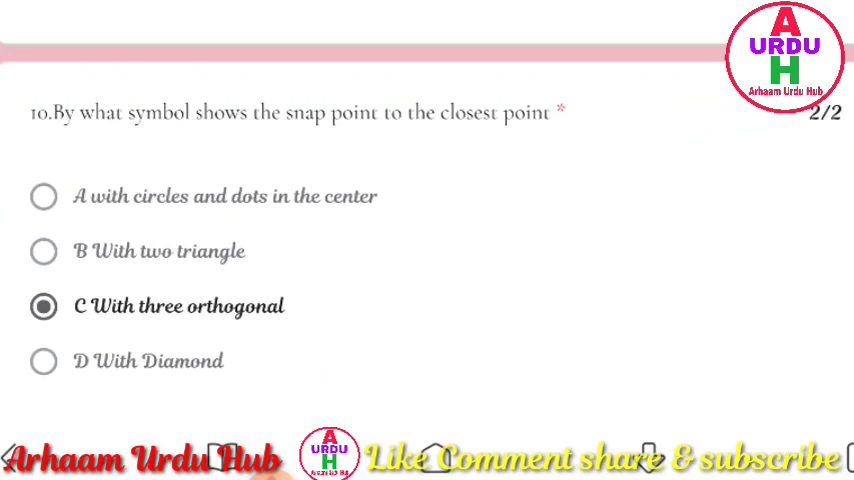 A
URDU
H
Arhaam Urdu Hub
10.By what symbol shows the snap point to the closest point *
2/2
A with circles and dots in the center
B With two triangle
C With three orthogonal
D With Diamond
Arhaam Urdu Hub
A
URDU
H
Arhaam Urdu Hub
Like Comment share & subscribe